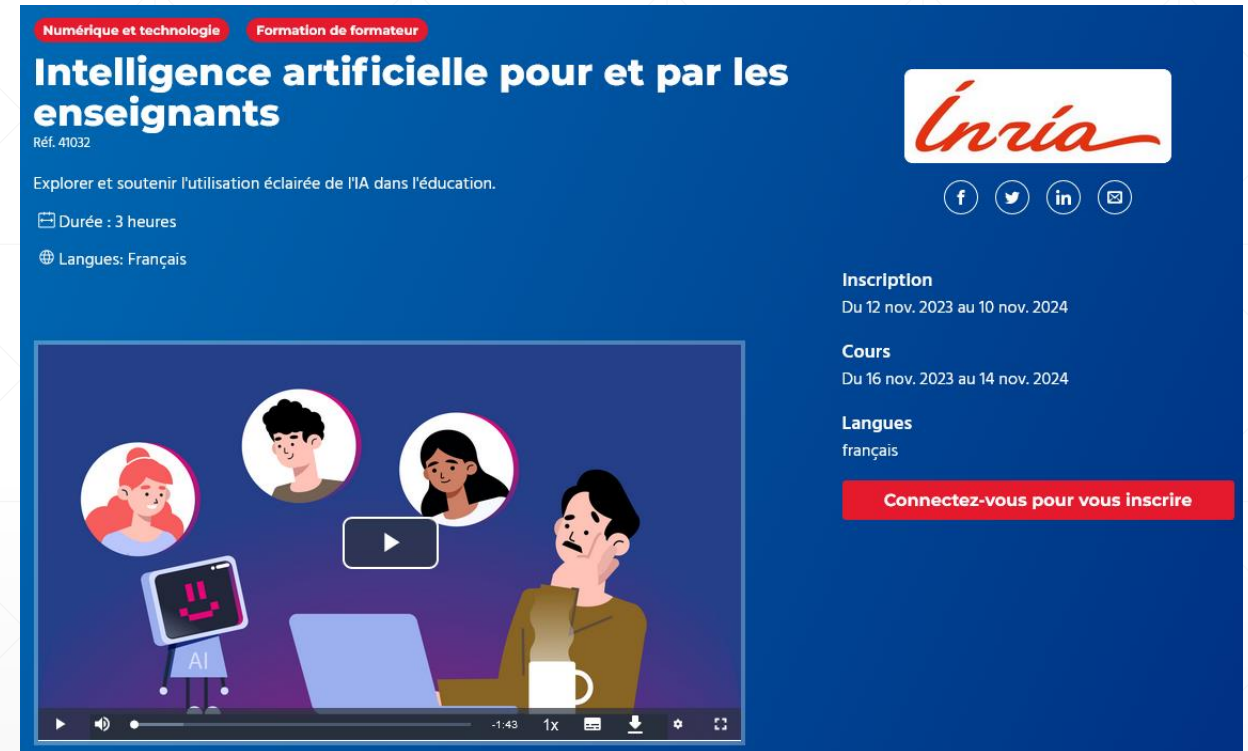 Numérique et technologie
Formation de formateur
Intelligence artificielle pour et par les
enseignants
Réf. 41032
Explorer et soutenir l'utilisation éclairée de l'IA dans l'éducation.
Durée : 3 heures
Langues: Français
AI
-1:43
1x
Inria
f
in
Inscription
Du 12 nov. 2023 au 10 nov. 2024
Cours
Du 16 nov. 2023 au 14 nov. 2024
Langues
français
Connectez-vous pour vous inscrire